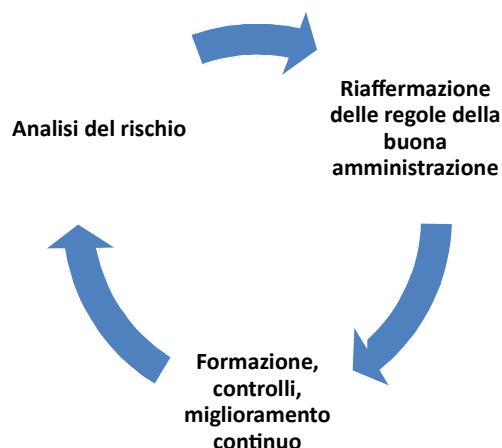 Analisi del rischio
Riaffermazione
delle regole della
buona
amministrazione
Formazione,
controlli,
miglioramento
continuo